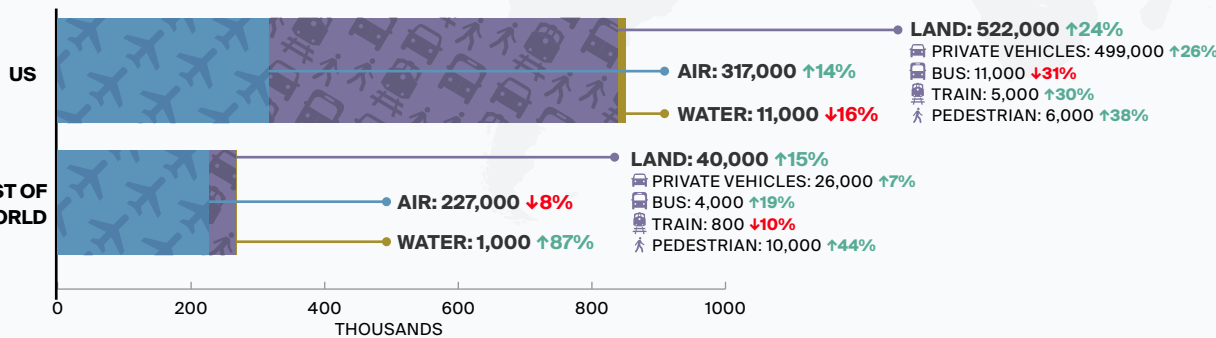 US
LAND: 522,000 ↑24%
PRIVATE VEHICLES: 499,000 ↑26%
BUS: 11,000 ↓31%
TRAIN: 5,000 ↑30%
PEDESTRIAN: 6,000 ↑38%
AIR: 317,000 ↑14%
WATER: 11,000 ↓16%
ST OF
ORLD
LAND: 40,000 ↑15%
PRIVATE VEHICLES: 26,000 ↑7%
BUS: 4,000 ↑19%
TRAIN: 800 ↓10%
PEDESTRIAN: 10,000 ↑44%
AIR: 227,000 ↓8%
WATER: 1,000 ↑87%
0 200 400 600 800 1000
THOUSANDS